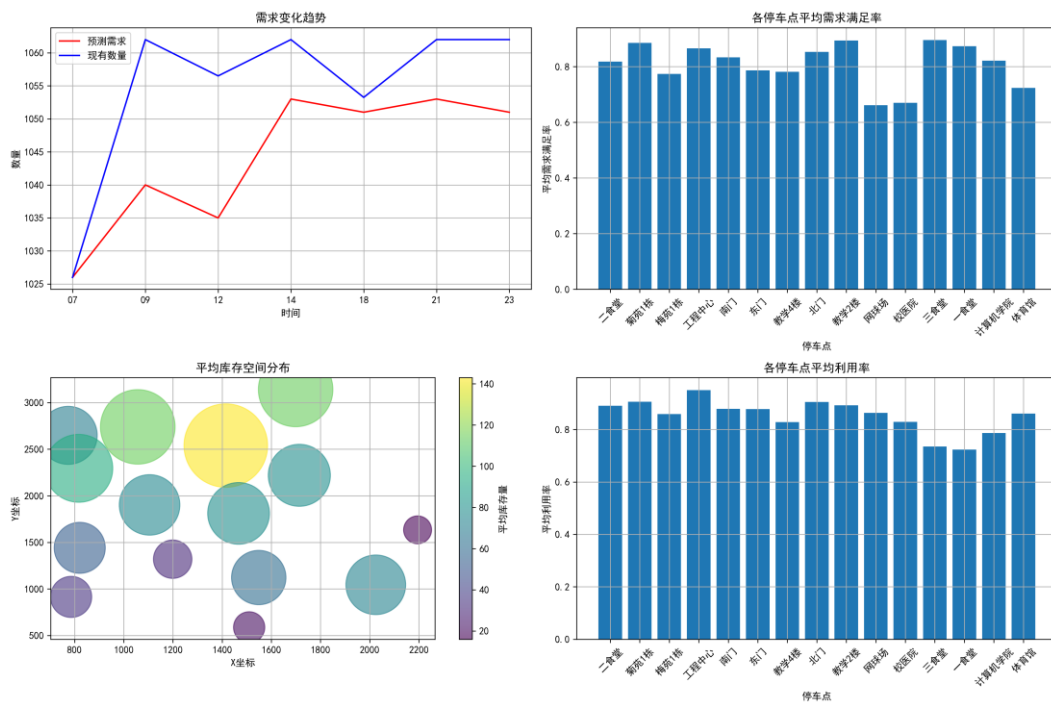 需求变化趋势
预测需求
现有数量
1060
1055
1050
1045
1040
1035
1030
1025
数量
07 09 12 14 18 21 23
时间
各停车点平均需求满足率
0.8
0.6
0.4
0.2
0.0
平均需求满足率
二食堂 菊苑1栋 梅苑1栋 工程中心 南门 东门 教学4楼 北门 教学2楼 网球场 校医院 三食堂 一食堂 计算机学院 体育馆
停车点
平均库存空间分布
3000
2500
2000
1500
1000
500
Y坐标
800 1000 1200 1400 1600 1800 2000 2200
X坐标
140
120
100
80
60
40
20
平均库存量
各停车点平均利用率
0.8
0.6
0.4
0.2
0.0
平均利用率
二食堂 菊苑1栋 梅苑1栋 工程中心 南门 东门 教学4楼 北门 教学2楼 网球场 校医院 三食堂 一食堂 计算机学院 体育馆
停车点